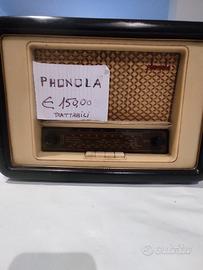 PHONOLA
€ 150,00
TRATTABILI